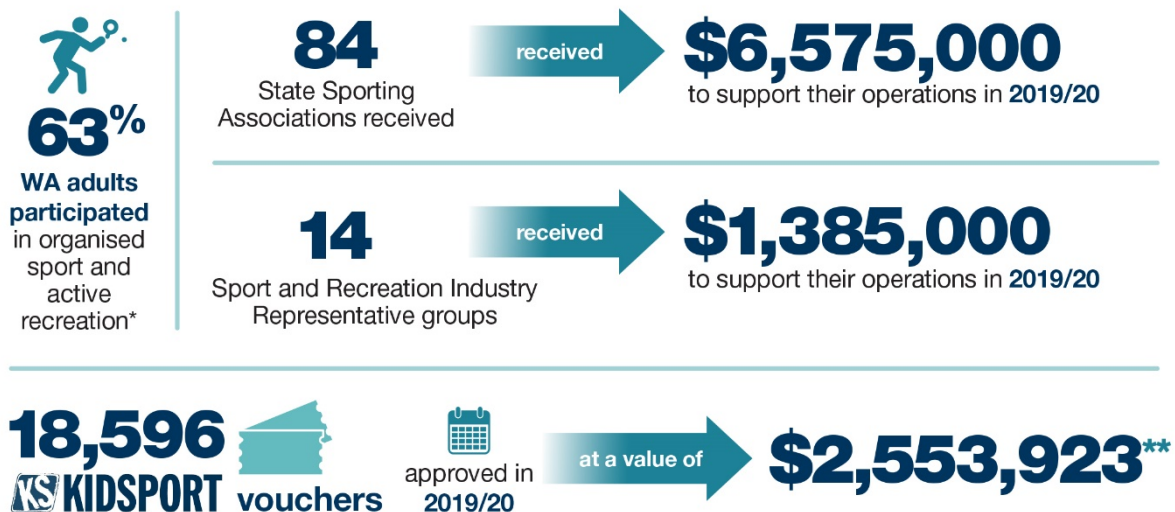 63%
WA adults
participated
in organised
sport and
active
recreation*
84
State Sporting
Associations received
received
$6,575,000
to support their operations in 2019/20
14
Sport and Recreation Industry
Representative groups
received
$1,385,000
to support their operations in 2019/20
18,596
KS KIDSPORT vouchers
approved in
2019/20
at a value of
$2,553,923**